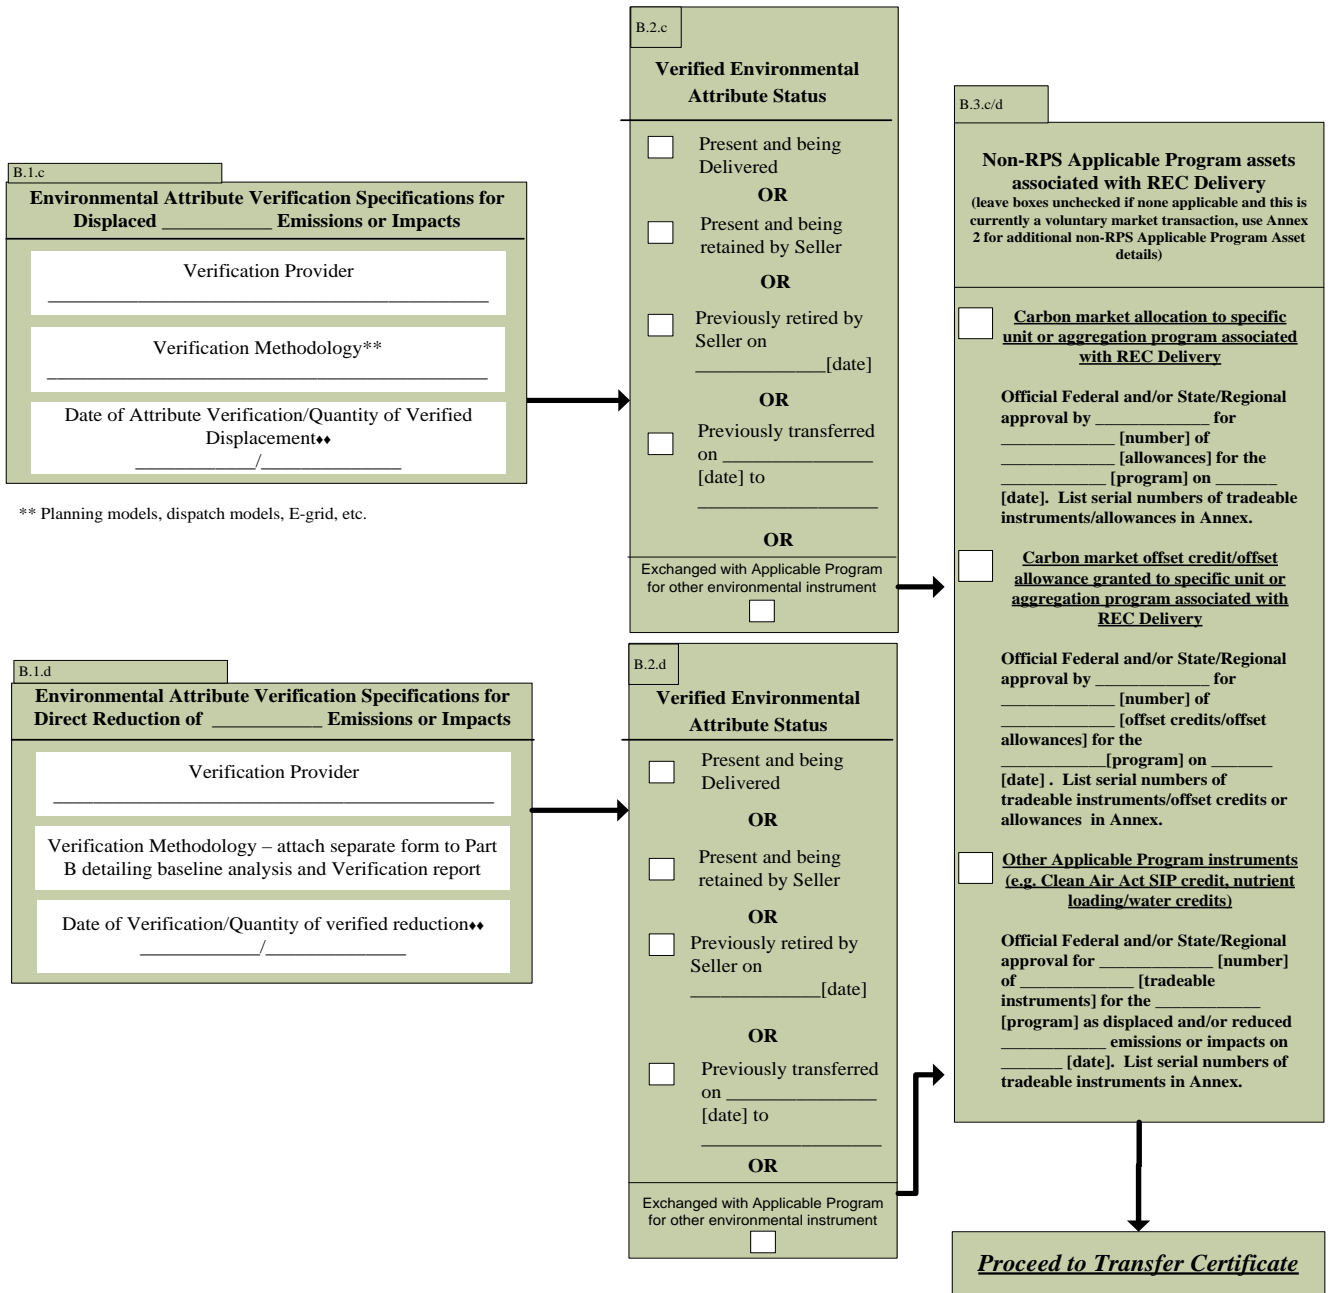 B.1.c
Environmental Attribute Verification Specifications for
Displaced ___________ Emissions or Impacts
Verification Provider
____________________________________________
Verification Methodology**
____________________________________________
Date of Attribute Verification/Quantity of Verified
Displacement♦♦
____________/______________
** Planning models, dispatch models, E-grid, etc.
B.2.c
Verified Environmental
Attribute Status
Present and being
Delivered
OR
Present and being
retained by Seller
OR
Previously retired by
Seller on
_____________[date]
OR
Previously transferred
on _______________
[date] to
__________________
OR
Exchanged with Applicable Program
for other environmental instrument
B.1.d
Environmental Attribute Verification Specifications for
Direct Reduction of ___________ Emissions or Impacts
Verification Provider
____________________________________________
Verification Methodology – attach separate form to Part
B detailing baseline analysis and Verification report
Date of Verification/Quantity of verified reduction♦♦
____________/______________
B.2.d
Verified Environmental
Attribute Status
Present and being
Delivered
OR
Present and being
retained by Seller
OR
Previously retired by
Seller on
_____________[date]
OR
Previously transferred
on _______________
[date] to
__________________
OR
Exchanged with Applicable Program
for other environmental instrument
B.3.c/d
Non-RPS Applicable Program assets
associated with REC Delivery
(leave boxes unchecked if none applicable and this is
currently a voluntary market transaction, use Annex
2 for additional non-RPS Applicable Program Asset
details)
Carbon market allocation to specific
unit or aggregation program associated
with REC Delivery
Official Federal and/or State/Regional
approval by _____________ for
_____________ [number] of
_____________ [allowances] for the
____________ [program] on _______
[date]. List serial numbers of tradeable
instruments/allowances in Annex.
Carbon market offset credit/offset
allowance granted to specific unit or
aggregation program associated with
REC Delivery
Official Federal and/or State/Regional
approval by _____________ for
_____________ [number] of
_____________ [offset credits/offset
allowances] for the
____________[program] on _______
[date] . List serial numbers of
tradeable instruments/offset credits or
allowances in Annex.
Other Applicable Program instruments
(e.g. Clean Air Act SIP credit, nutrient
loading/water credits)
Official Federal and/or State/Regional
approval for _____________ [number]
of _____________ [tradeable
instruments] for the ____________
[program] as displaced and/or reduced
____________ emissions or impacts on
_______ [date]. List serial numbers of
tradeable instruments in Annex.
Proceed to Transfer Certificate